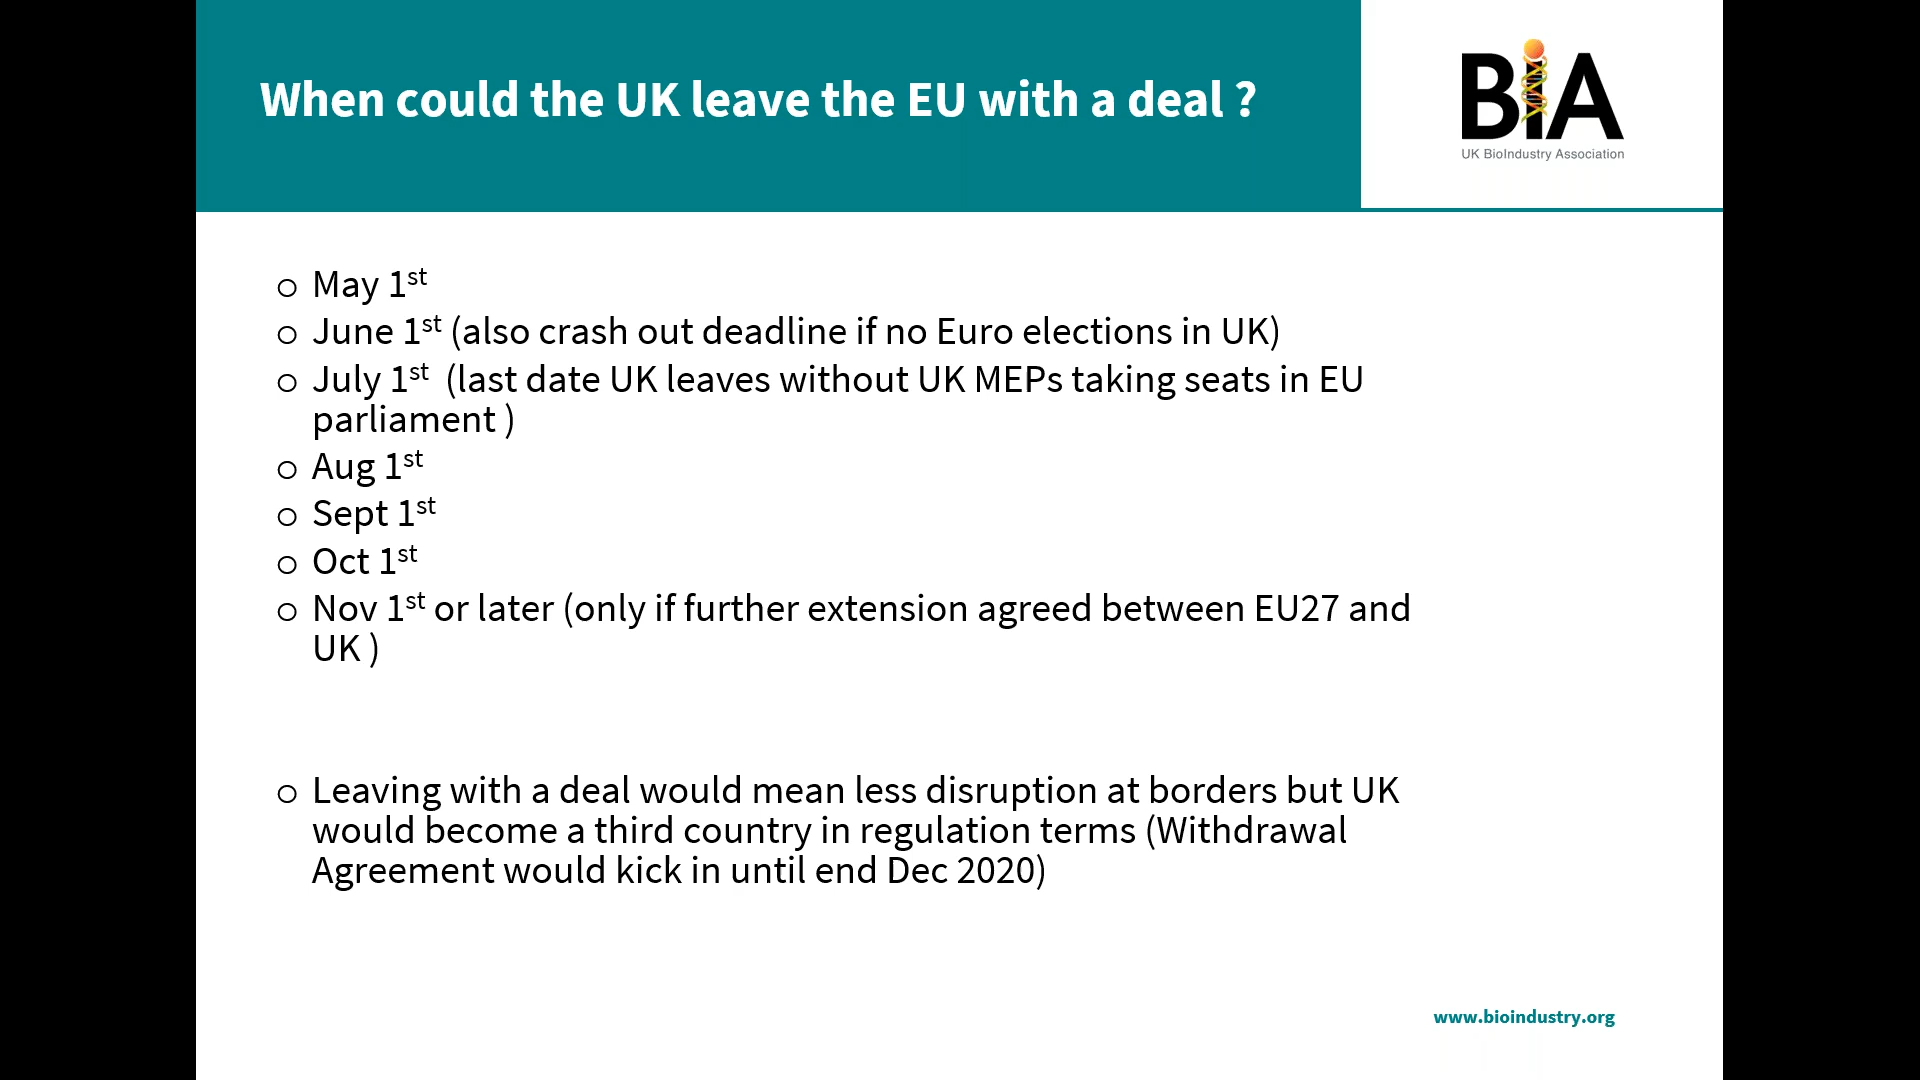 When could the UK leave the EU with a deal ?
BIA
UK BioIndustry Association
○ May 1st
○ June 1st (also crash out deadline if no Euro elections in UK)
○ July 1st (last date UK leaves without UK MEPs taking seats in EU
parliament )
○ Aug 1st
○ Sept 1st
○ Oct 1st
○ Nov 1st or later (only if further extension agreed between EU27 and
UK )
○ Leaving with a deal would mean less disruption at borders but UK
would become a third country in regulation terms (Withdrawal
Agreement would kick in until end Dec 2020)
www.bioindustry.org